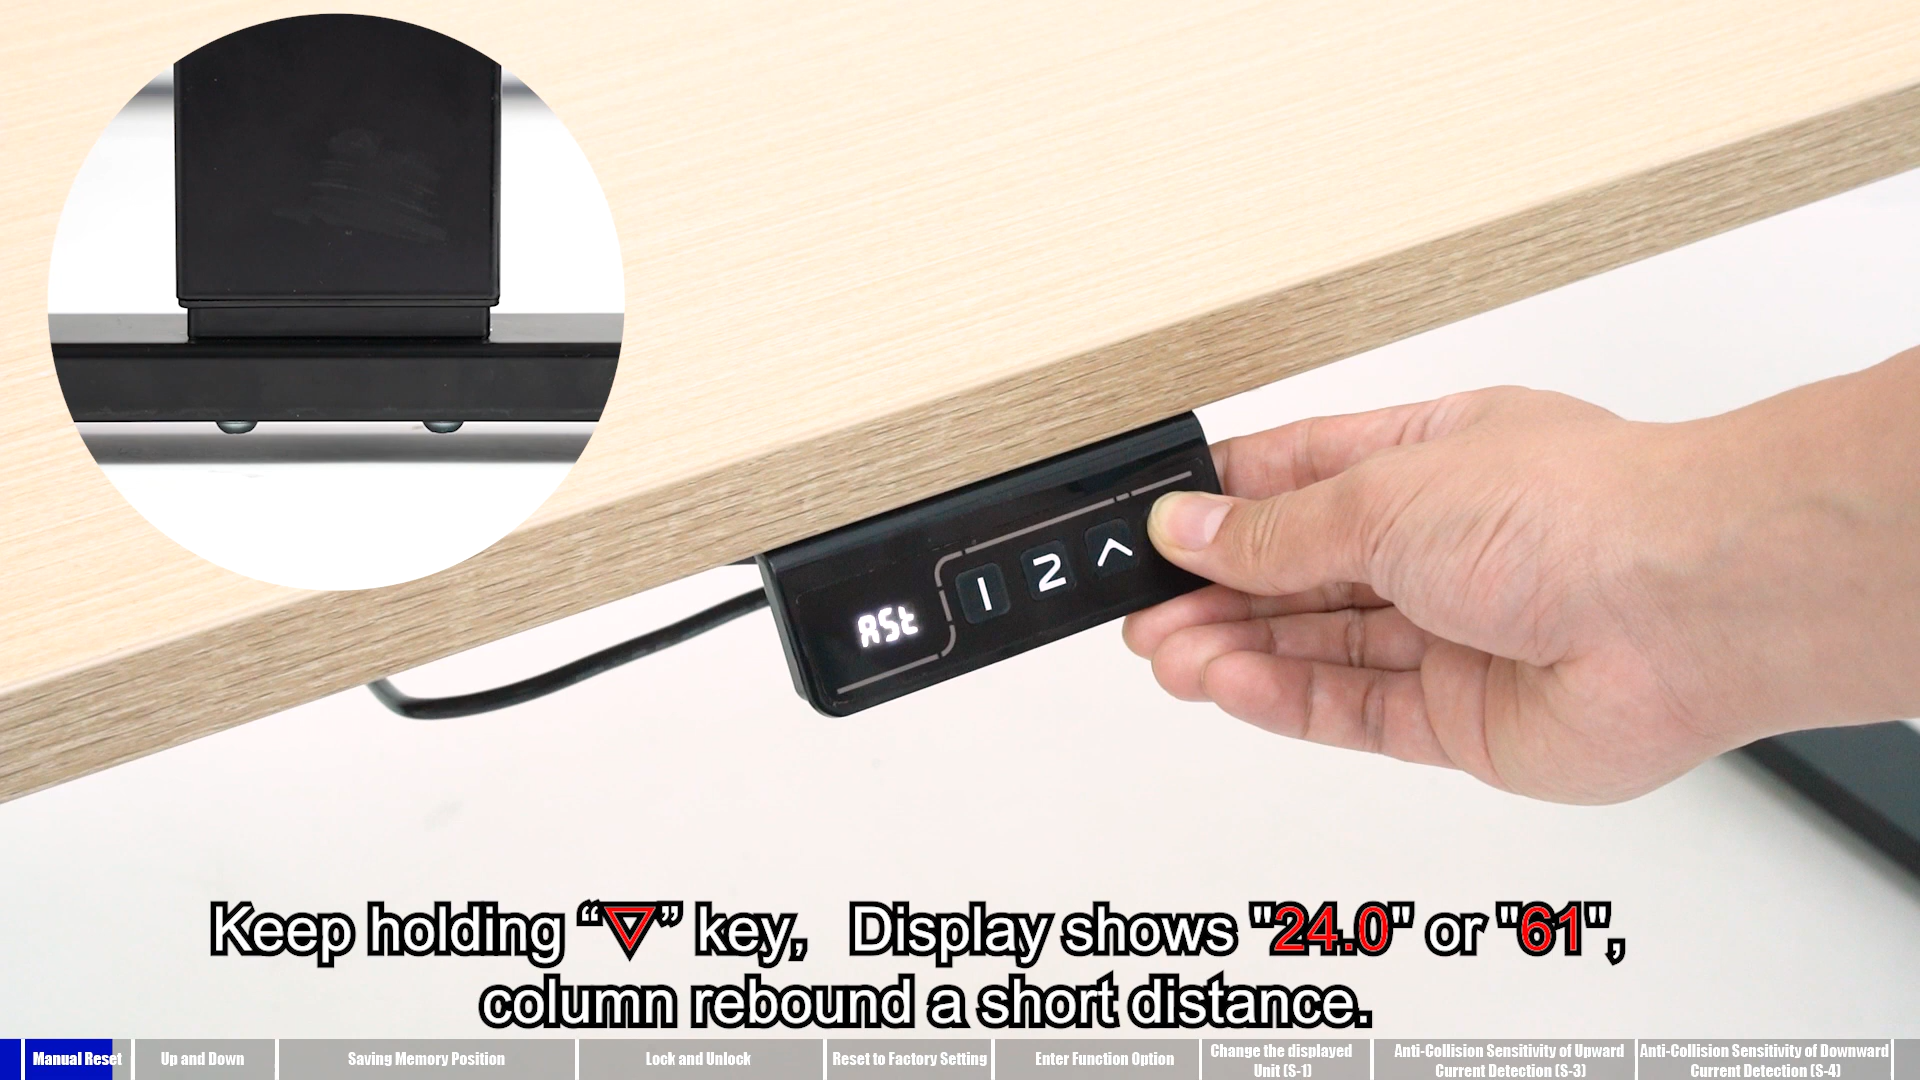 ASt
1 2
Keep holding “▽” key, Display shows "24.0" or "61",
column rebound a short distance.
Manual Reset
Up and Down
Saving Memory Position
Lock and Unlock
Reset to Factory Setting
Enter Function Option
Change the displayed
Unit (S-1)
Anti-Collision Sensitivity of Upward
Current Detection (S-3)
Anti-Collision Sensitivity of Downward
Current Detection (S-4)